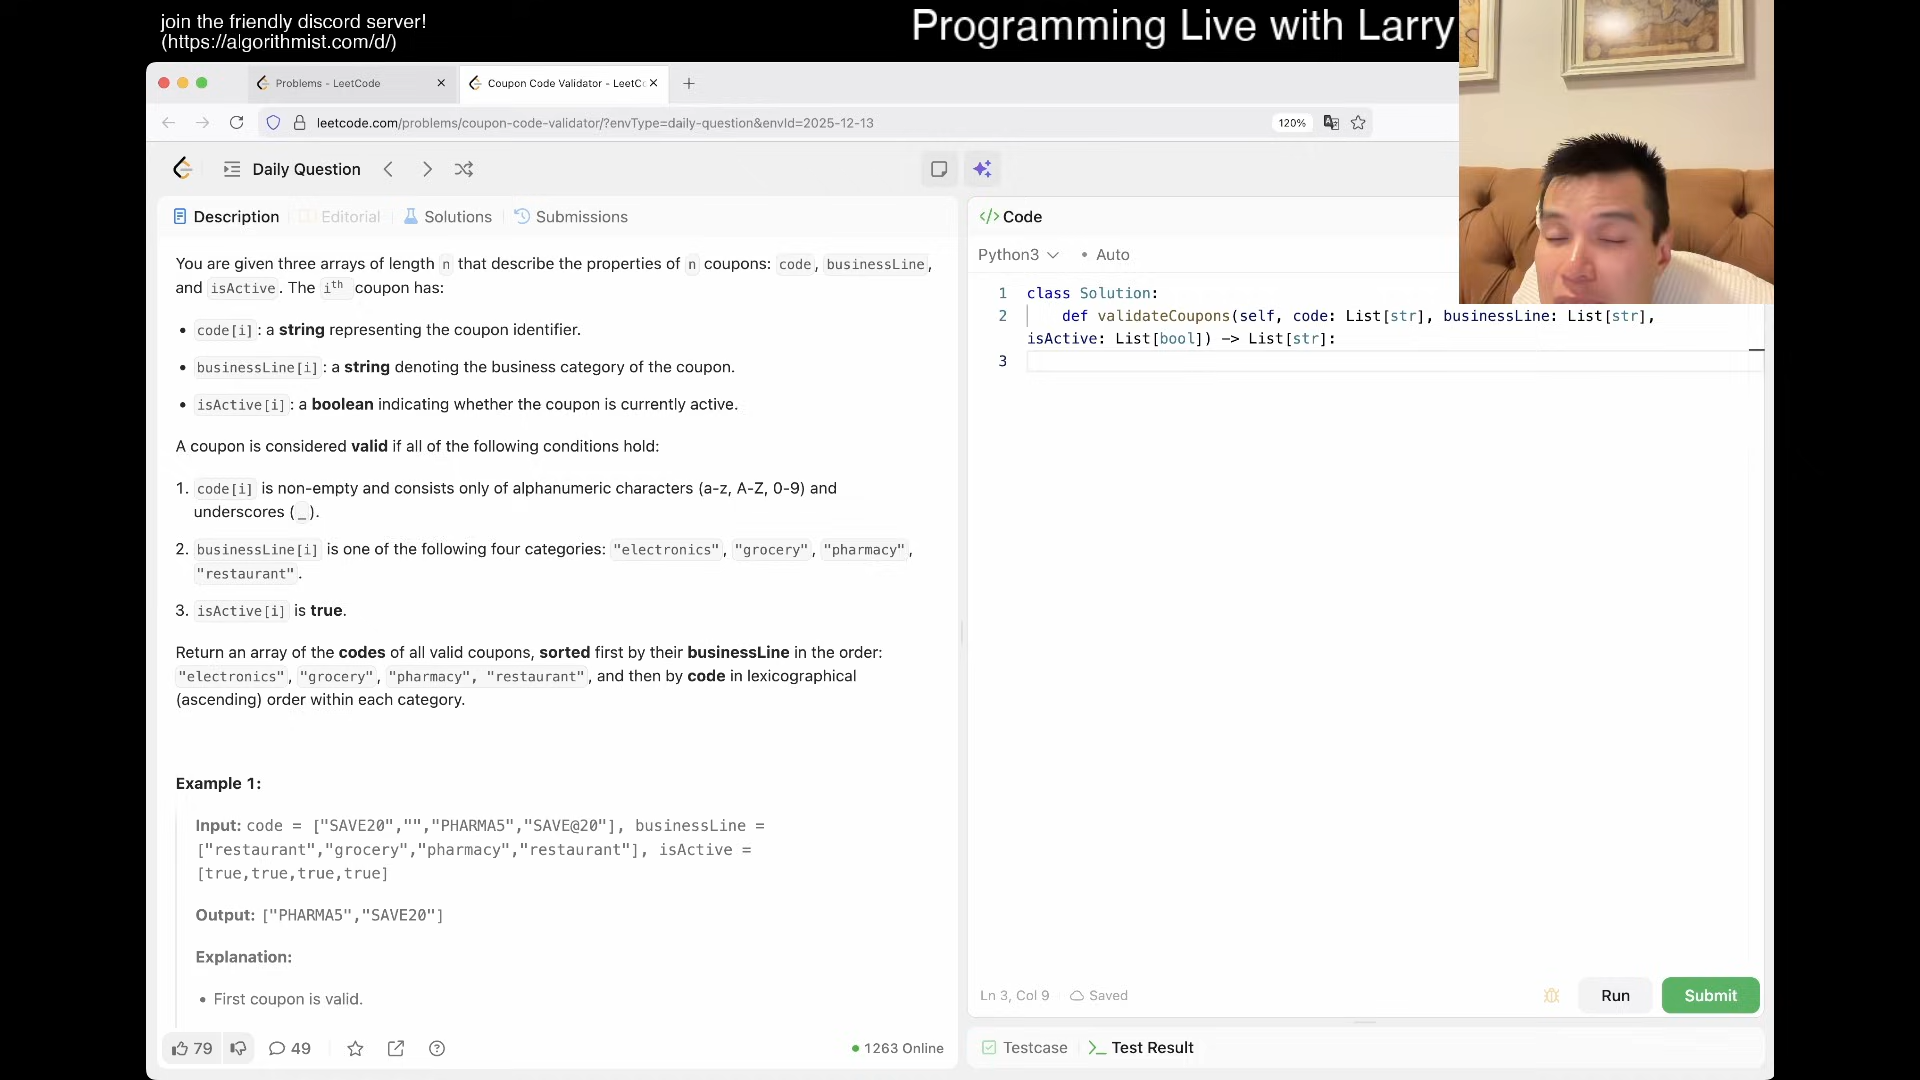 join the friendly discord server!
(https://algorithmist.com/d/)
Programming Live with Larry
Problems - LeetCode
Coupon Code Validator - LeetC
leetcode.com/problems/coupon-code-validator/?envType=daily-question&envId=2025-12-13
120%
Daily Question
Description
Editorial
Solutions
Submissions
You are given three arrays of length n that describe the properties of n coupons: code, businessLine,
and isActive. The ith coupon has:
• code[i]: a string representing the coupon identifier.
• businessLine[i]: a string denoting the business category of the coupon.
• isActive[i]: a boolean indicating whether the coupon is currently active.
A coupon is considered valid if all of the following conditions hold:
1. code[i] is non-empty and consists only of alphanumeric characters (a-z, A-Z, 0-9) and
underscores (_).
2. businessLine[i] is one of the following four categories: "electronics", "grocery", "pharmacy",
"restaurant".
3. isActive[i] is true.
Return an array of the codes of all valid coupons, sorted first by their businessLine in the order:
"electronics", "grocery", "pharmacy", "restaurant", and then by code in lexicographical
(ascending) order within each category.
Example 1:
Input: code = ["SAVE20","","PHARMA5","SAVE@20"], businessLine =
["restaurant","grocery","pharmacy","restaurant"], isActive =
[true,true,true,true]
Output: ["PHARMA5","SAVE20"]
Explanation:
• First coupon is valid.
79
49
1263 Online
</> Code
Python3
• Auto
1 class Solution:
2 def validateCoupons(self, code: List[str], businessLine: List[str],
isActive: List[bool]) -> List[str]:
3
Ln 3, Col 9
Saved
Run
Submit
Testcase
Test Result